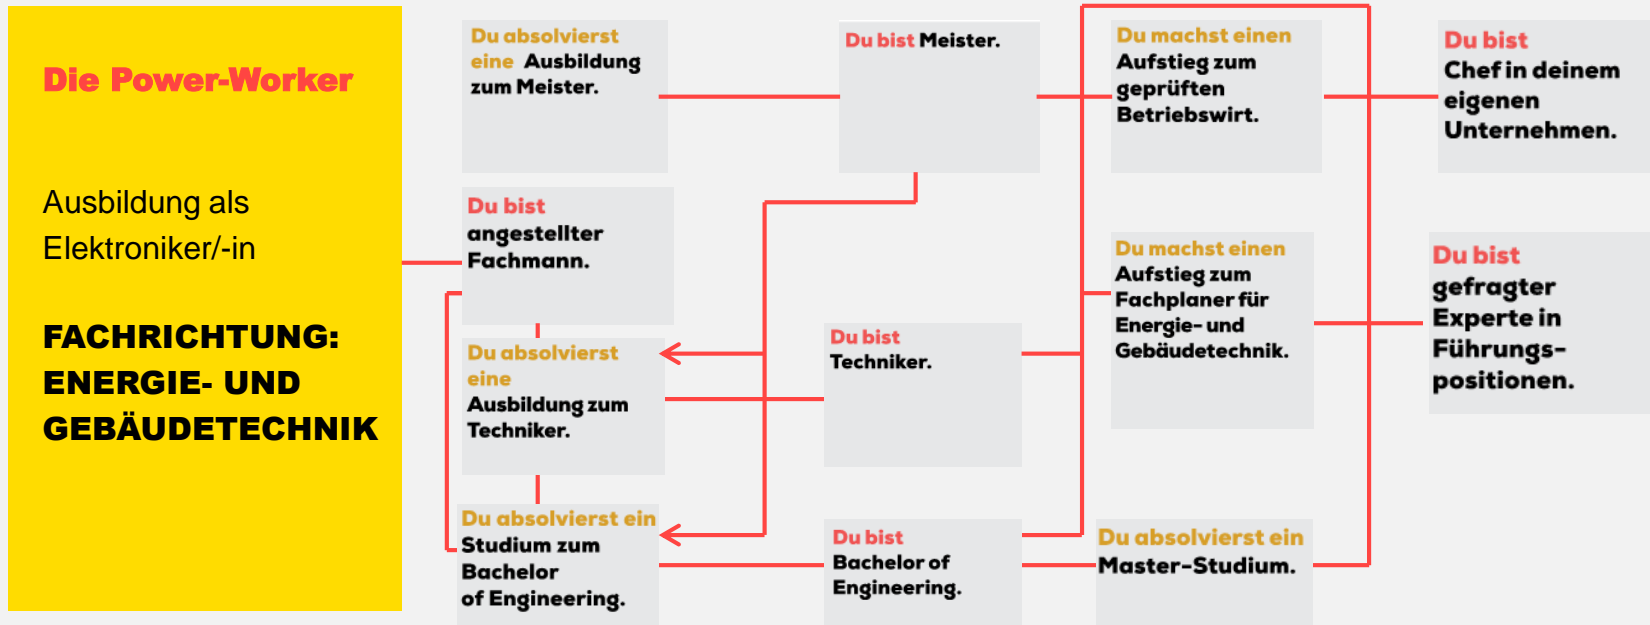 Die Power-Worker
Ausbildung als
Elektroniker/-in
FACHRICHTUNG:
ENERGIE- UND
GEBÄUDETECHNIK
Du absolvierst
eine Ausbildung
zum Meister.
Du bist Meister.
Du machst einen
Aufstieg zum
geprüften
Betriebswirt.
Du bist
Chef in deinem
eigenen
Unternehmen.
Du bist
angestellter
Fachmann.
Du machst einen
Aufstieg zum
Fachplaner für
Energie- und
Gebäudetechnik.
Du bist
gefragter
Experte in
Führungs-
positionen.
Du absolvierst
eine
Ausbildung zum
Techniker.
Du bist
Techniker.
Du absolvierst ein
Studium zum
Bachelor
of Engineering.
Du bist
Bachelor of
Engineering.
Du absolvierst ein
Master-Studium.